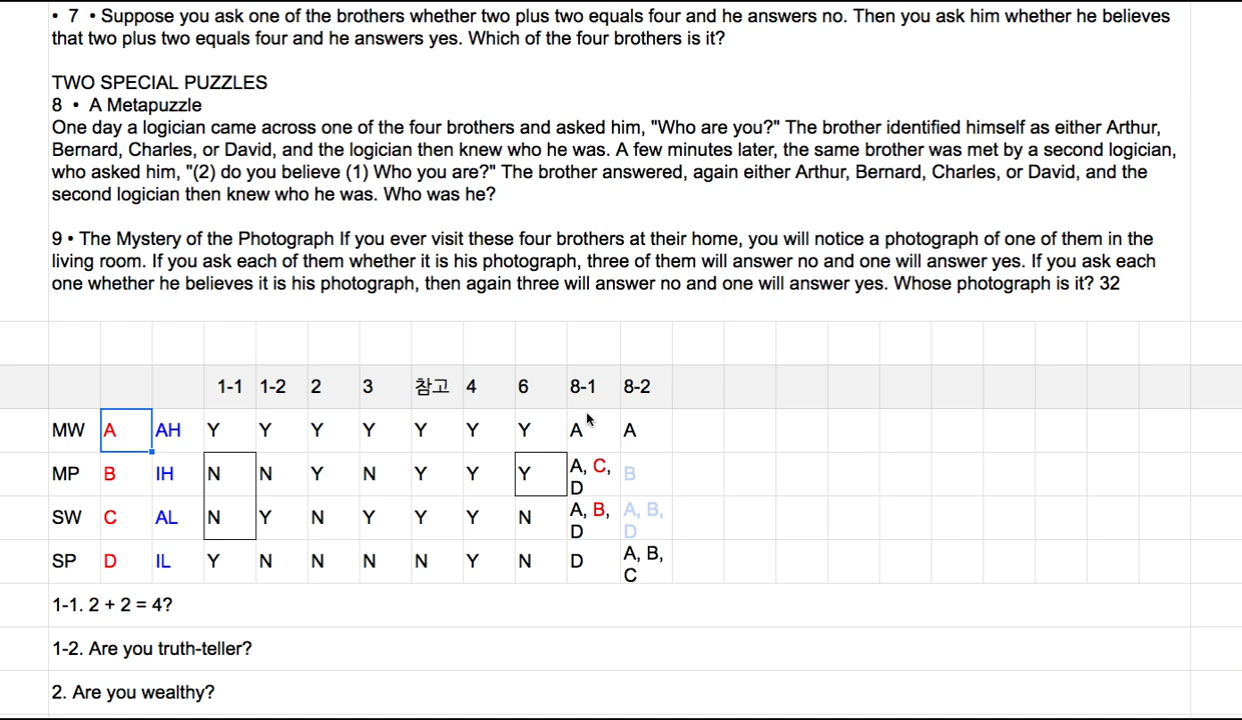 • 7 • Suppose you ask one of the brothers whether two plus two equals four and he answers no. Then you ask him whether he believes
that two plus two equals four and he answers yes. Which of the four brothers is it?
TWO SPECIAL PUZZLES
8 • A Metapuzzle
One day a logician came across one of the four brothers and asked him, "Who are you?" The brother identified himself as either Arthur,
Bernard, Charles, or David, and the logician then knew who he was. A few minutes later, the same brother was met by a second logician,
who asked him, "(2) do you believe (1) Who you are?" The brother answered, again either Arthur, Bernard, Charles, or David, and the
second logician then knew who he was. Who was he?
9 • The Mystery of the Photograph If you ever visit these four brothers at their home, you will notice a photograph of one of them in the
living room. If you ask each of them whether it is his photograph, three of them will answer no and one will answer yes. If you ask each
one whether he believes it is his photograph, then again three will answer no and one will answer yes. Whose photograph is it? 32
1-1 1-2 2 3 참고 4 6 8-1 8-2
MW A AH Y Y Y Y Y Y Y A A
MP B IH N N Y N Y Y Y A, C, D B
SW C AL N Y N Y Y Y N A, B, D A, B, D
SP D IL Y N N N N Y N D A, B, C
1-1. 2 + 2 = 4?
1-2. Are you truth-teller?
2. Are you wealthy?